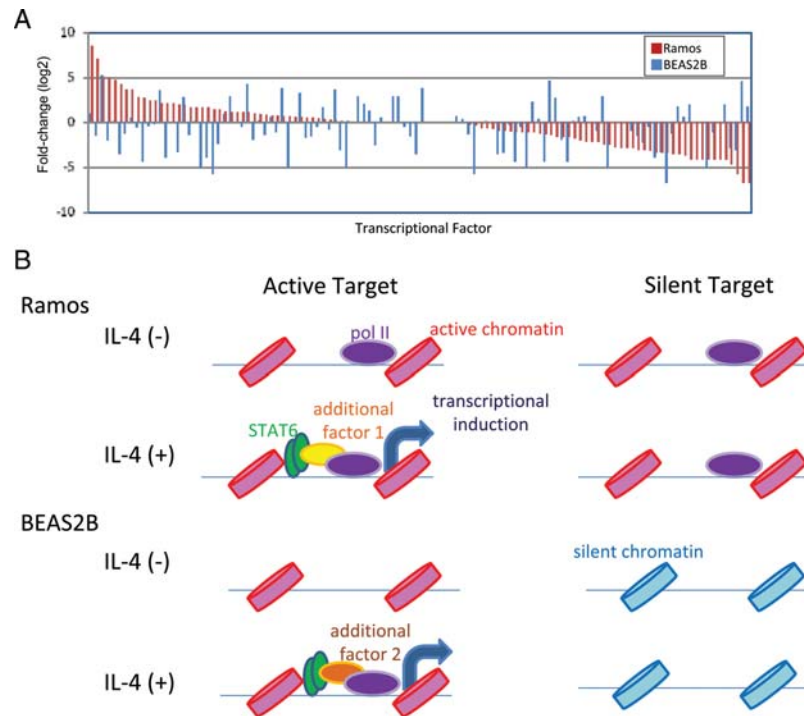 A
Fold-change (log2)
10
5
0
-5
-10
Ramos
BEAS2B
Transcriptional Factor
B
Active Target
Silent Target
Ramos
IL-4 (-)
pol II
active chromatin
IL-4 (+)
STAT6
additional
factor 1
transcriptional
induction
BEAS2B
IL-4 (-)
silent chromatin
IL-4 (+)
additional
factor 2